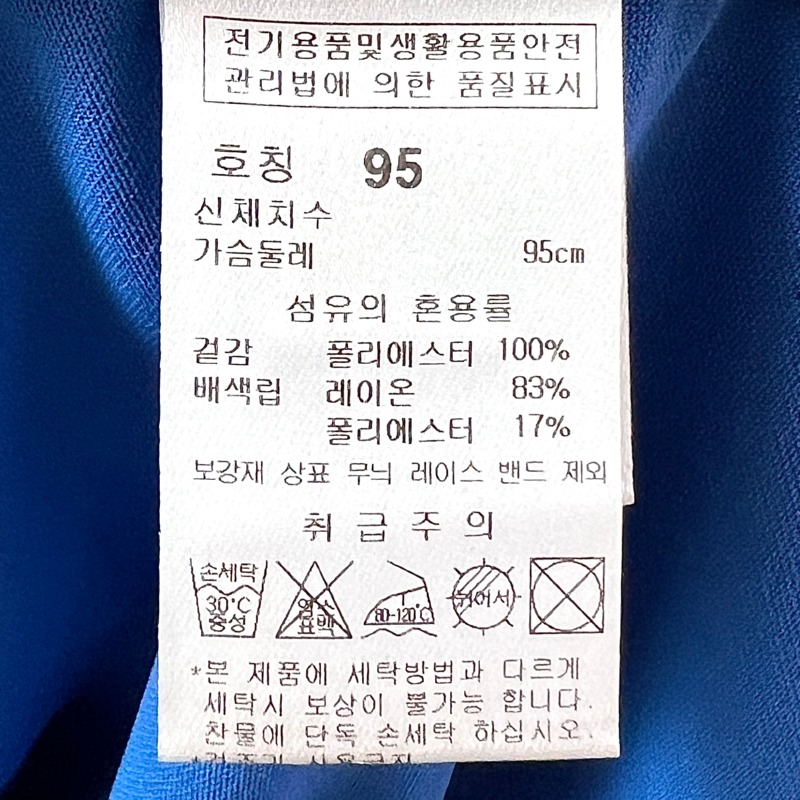 전기용품및생활용품안전
관리법에 의한 품질표시
호칭 95
신체치수
가슴둘레 95cm
섬유의 혼용률
겉감 폴리에스터 100%
배색립 레이온 83%
폴리에스터 17%
보강재 상표 무늬 레이스 밴드 제외
취급주의
손세탁
30°C
중성
염소
표백
80-120°C
뉘어서
*본 제품에 세탁방법과 다르게
세탁시 보상이 불가능 합니다.
찬물에 단독 손세탁 하십시오.